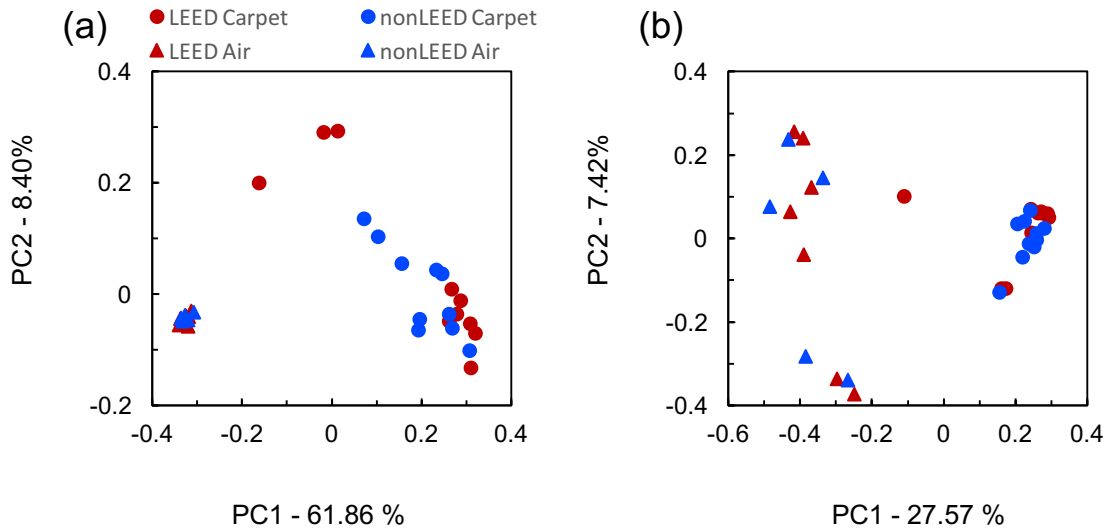 (a)
LEED Carpet
nonLEED Carpet
LEED Air
nonLEED Air
0.4
0.2
0
-0.2
-0.4
-0.2
0
0.2
0.4
PC2 - 8.40%
PC1 - 61.86 %
(b)
0.4
0.2
0
-0.2
-0.4
-0.6
-0.4
-0.2
0
0.2
0.4
PC2 - 7.42%
PC1 - 27.57 %